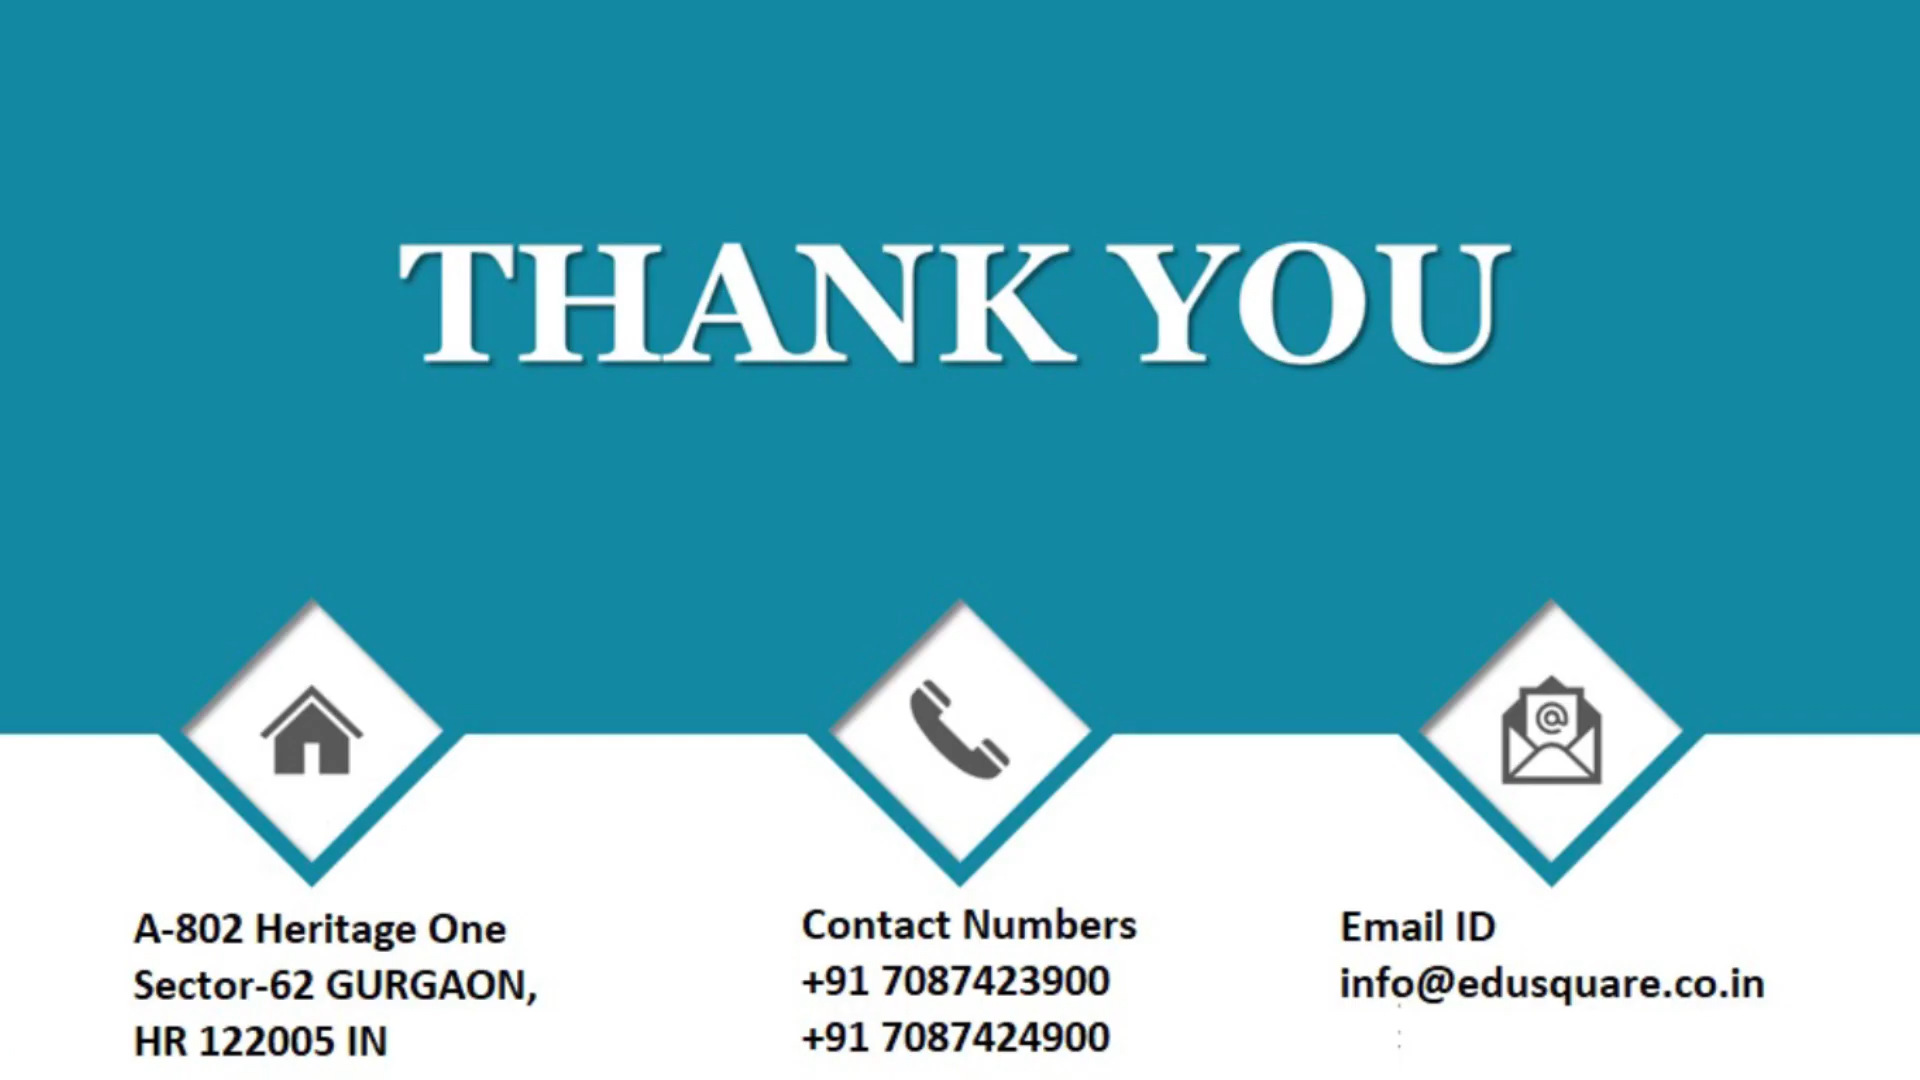 THANK YOU
A-802 Heritage One
Sector-62 GURGAON,
HR 122005 IN
Contact Numbers
+91 7087423900
+91 7087424900
Email ID
info@edusquare.co.in